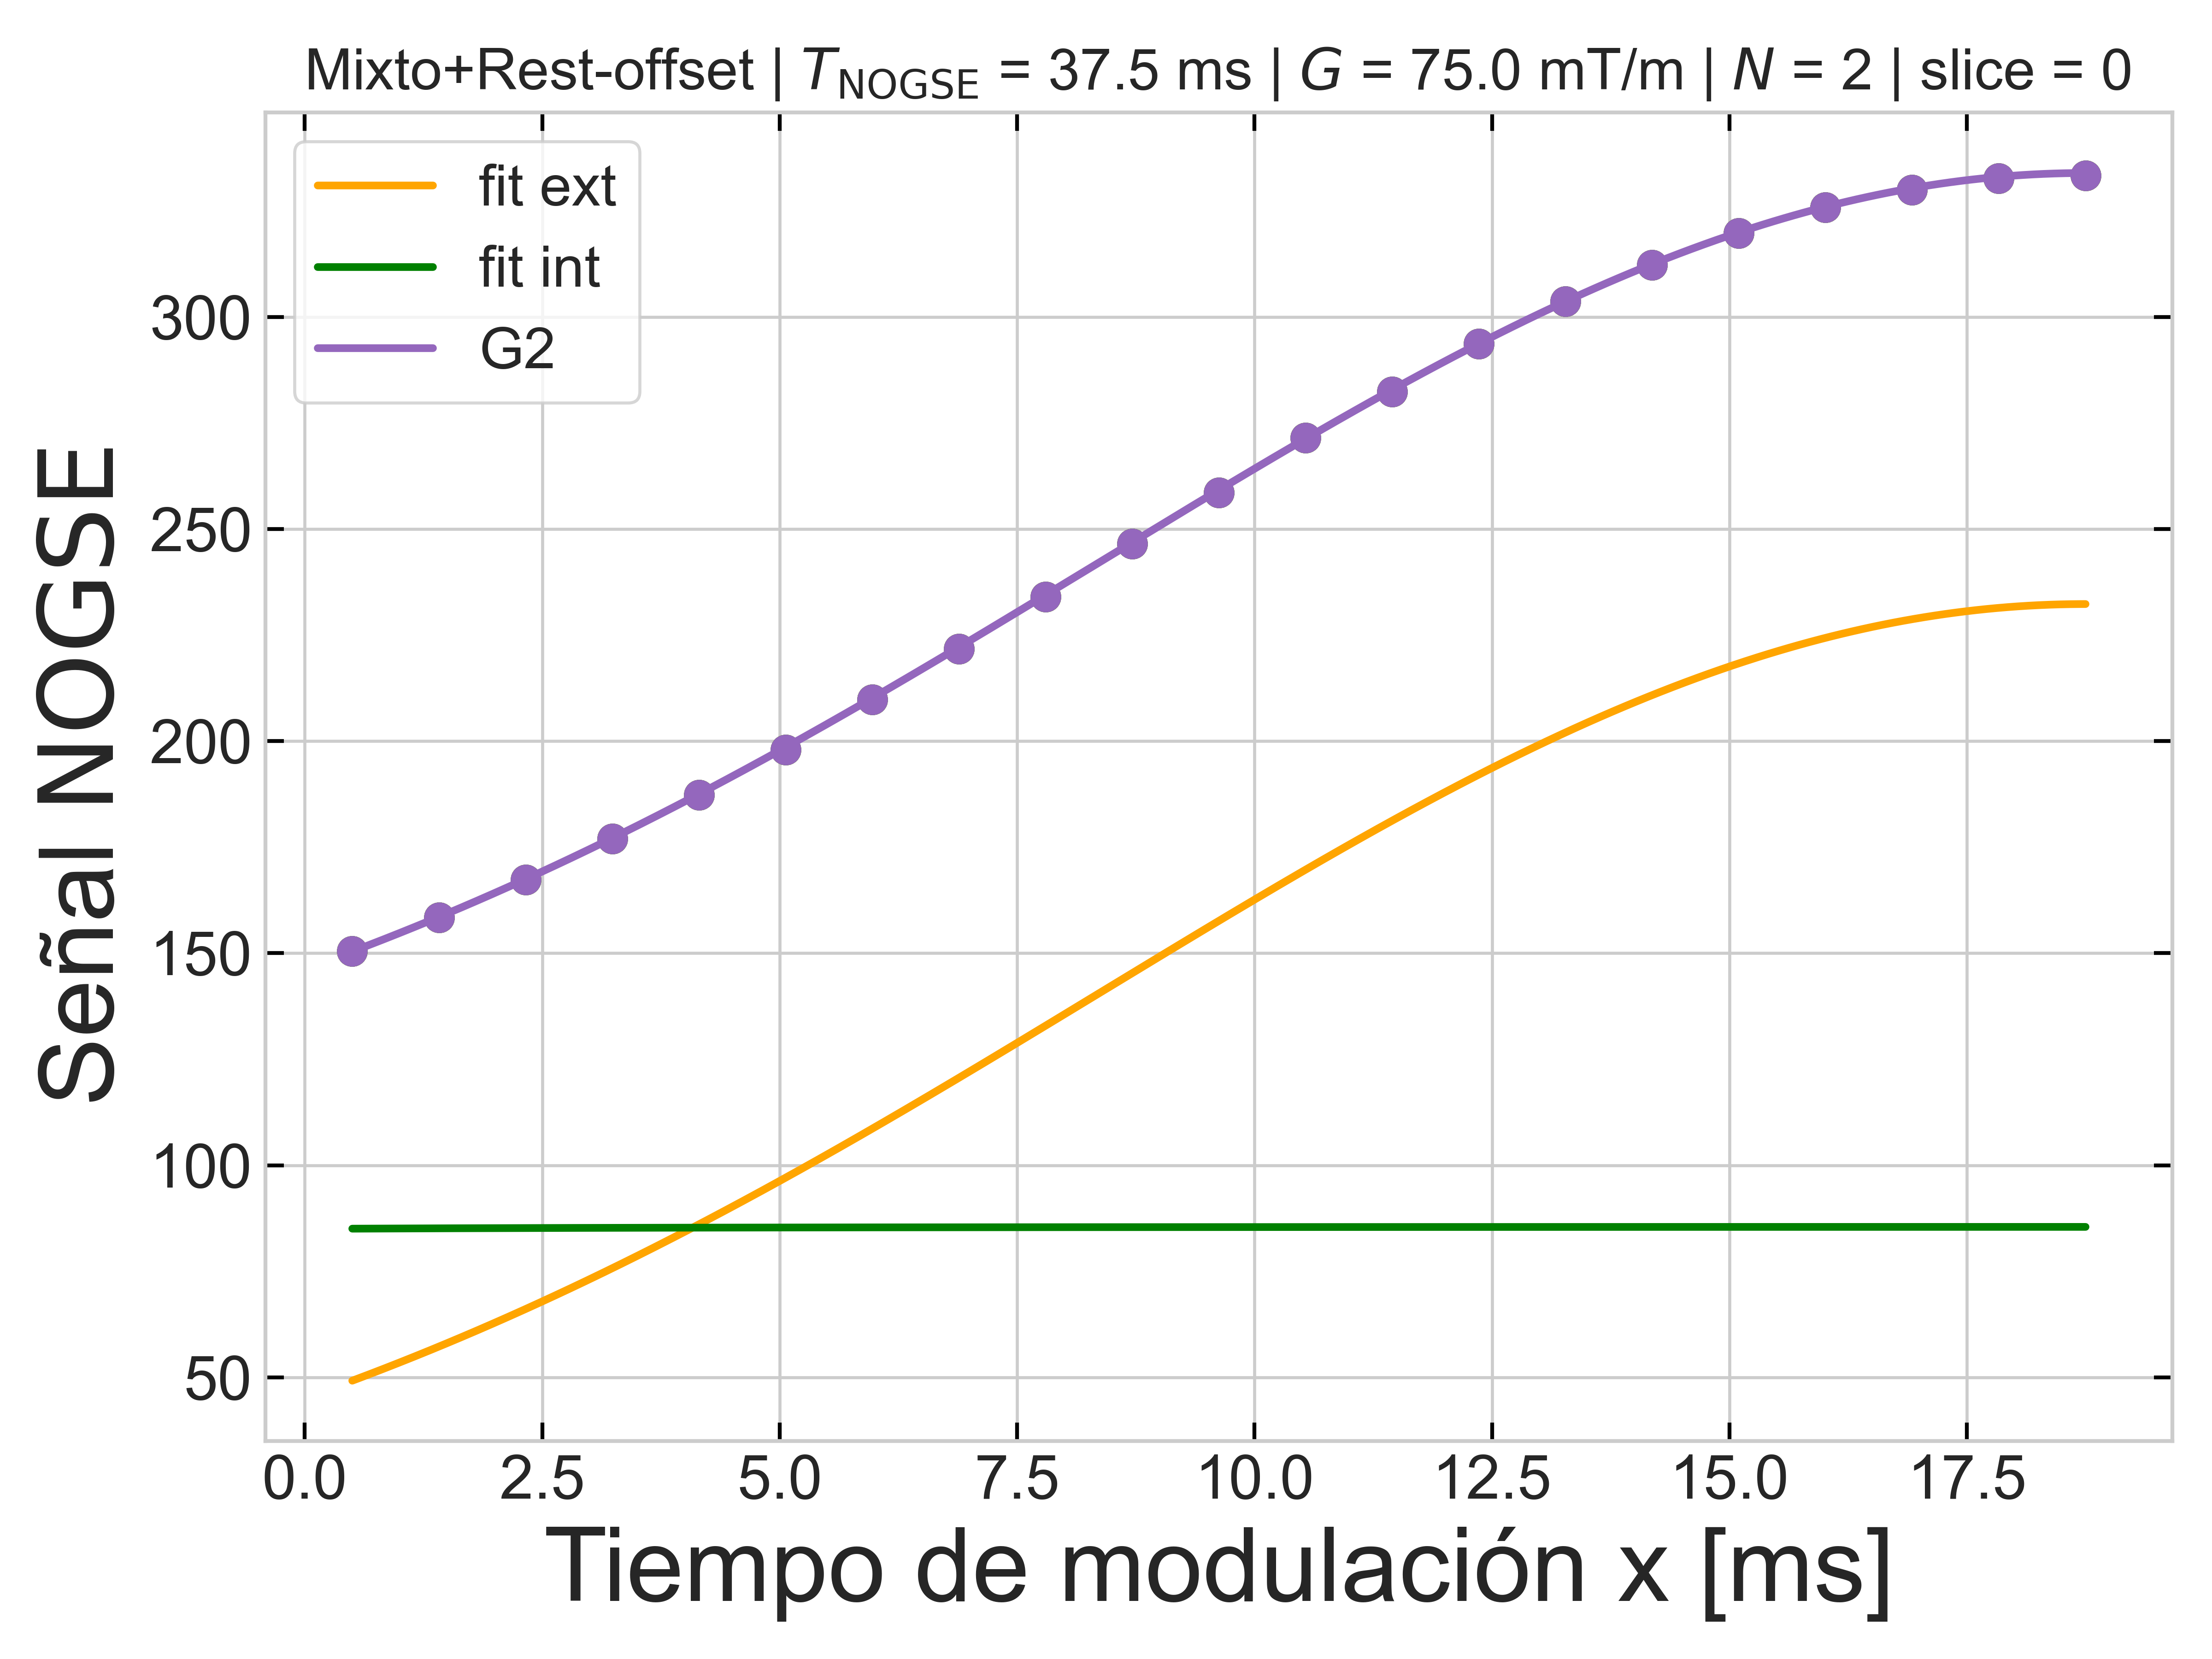 Mixto+Rest-offset | T_NOGSE = 37.5 ms | G = 75.0 mT/m | N = 2 | slice = 0
fit ext
fit int
G2
Señal NOGSE
300
250
200
150
100
50
0.0 2.5 5.0 7.5 10.0 12.5 15.0 17.5
Tiempo de modulación x [ms]